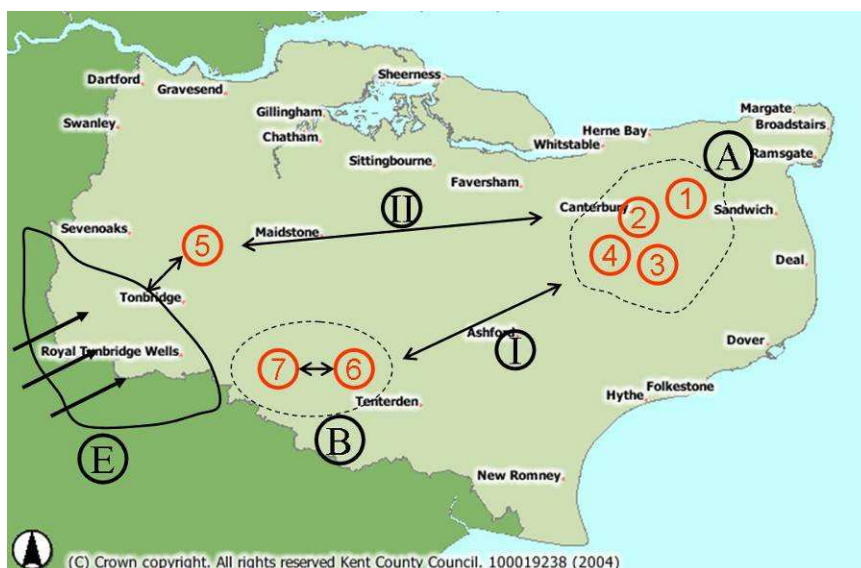 Sheerness
Dartford
Gravesend
Margate
Gillingham
Herne Bay
Broadstairs
Swanley
Chatham
Whitstable
A
Ramsgate
Sittingbourne
Faversham
II
Canterbury
1
Sandwich
2
Sevenoaks
5
Maidstone
4
3
Deal
Tonbridge
Ashford
I
Dover
Royal Tunbridge Wells
7
6
Folkestone
Hythe
Tenterden
B
E
New Romney
(C) Crown copyright. All rights reserved Kent County Council. 100019238 (2004)